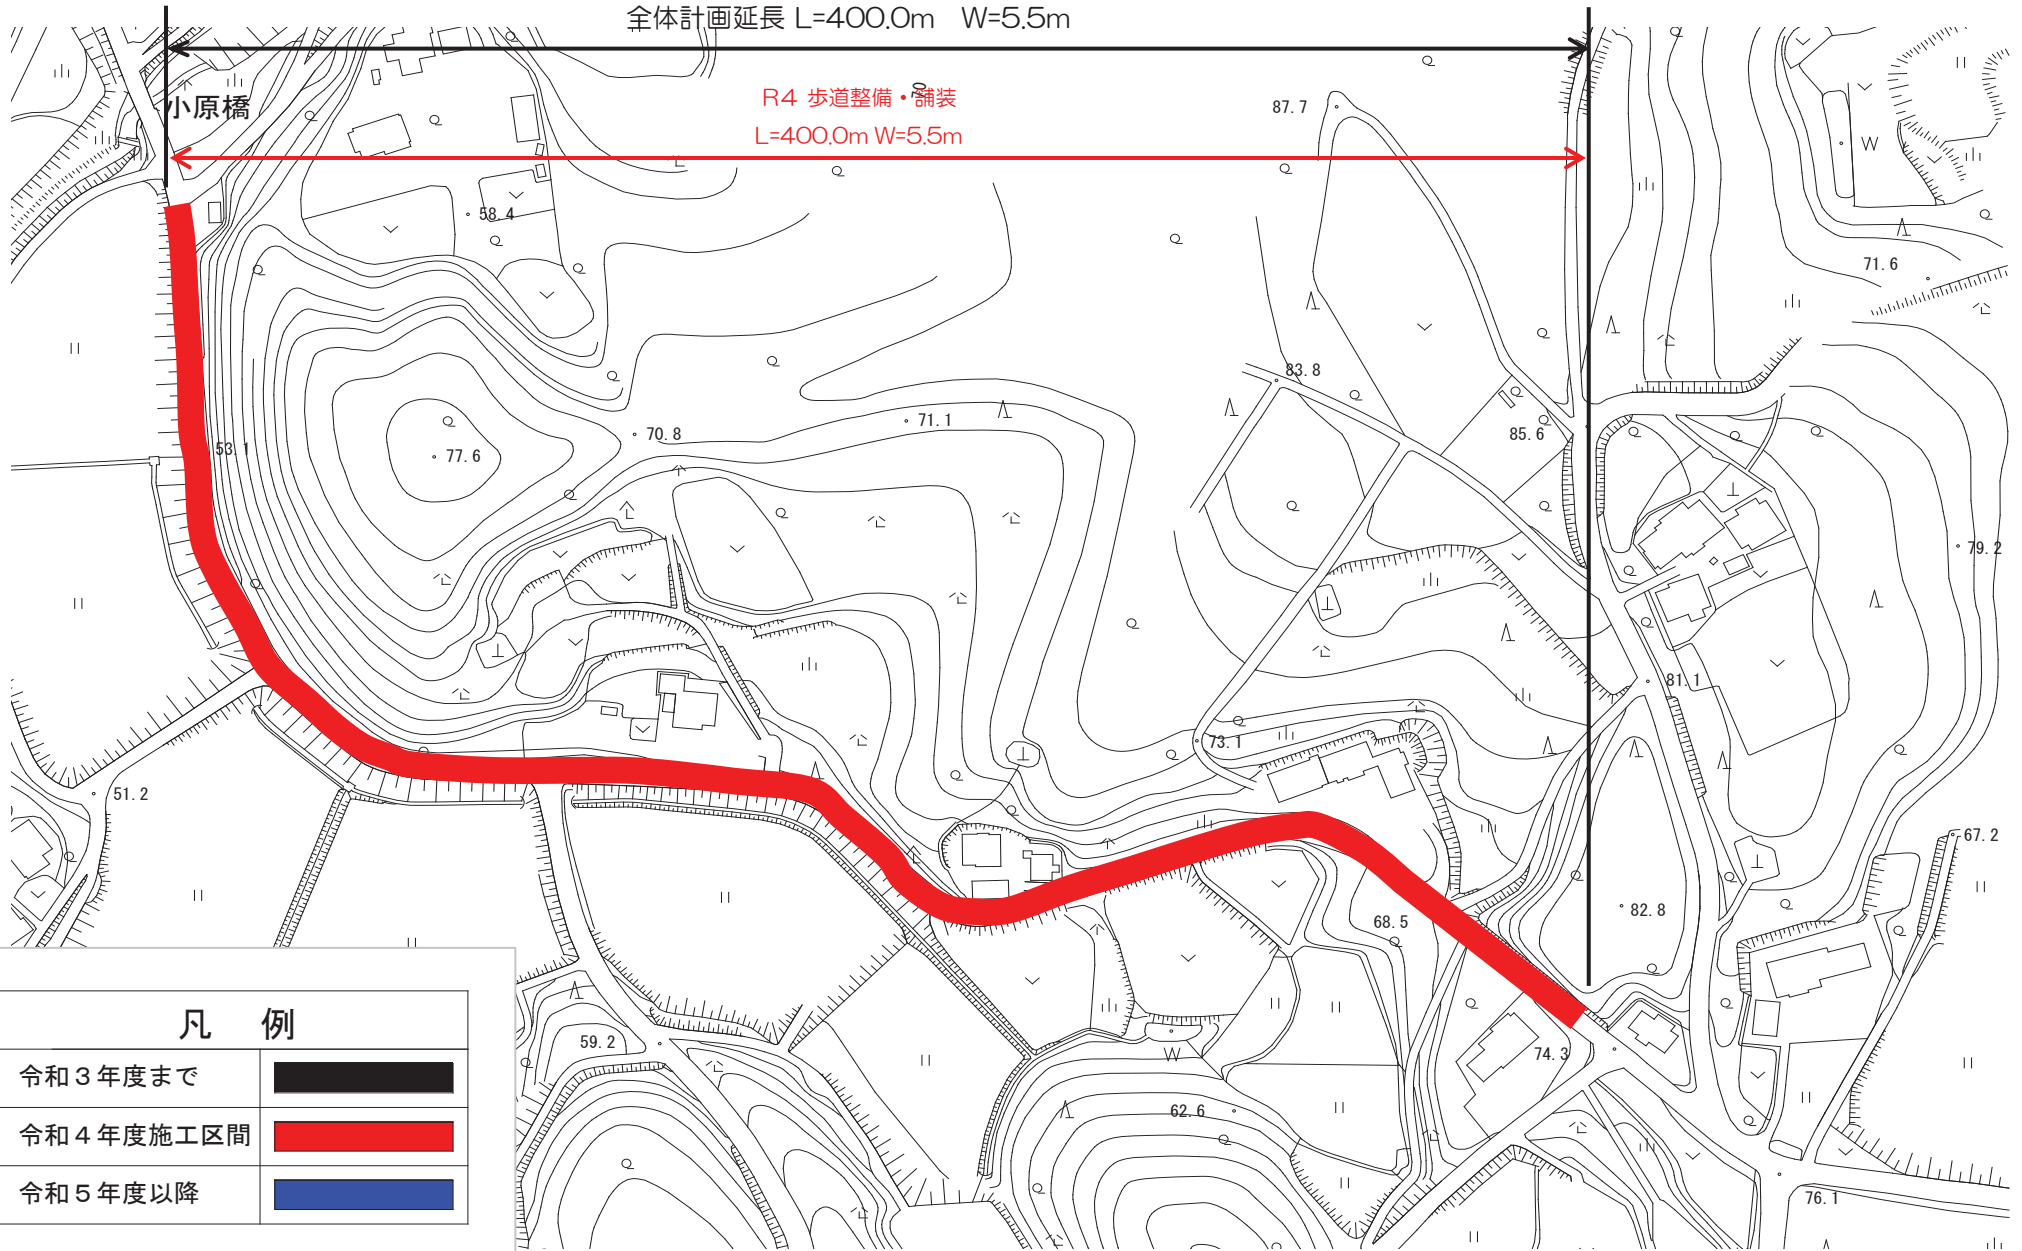 全体計画延長 L=400.0m W=5.5m
小原橋
70
R4 歩道整備・舗装
L=400.0m W=5.5m
87.7
W
58.4
71.6
83.8
53.1
77.6
70.8
71.1
85.6
79.2
81.1
73.1
51.2
67.2
82.8
68.5
59.2
W
74.3
62.6
76.1
凡 例
令和3年度まで
令和4年度施工区間
令和5年度以降